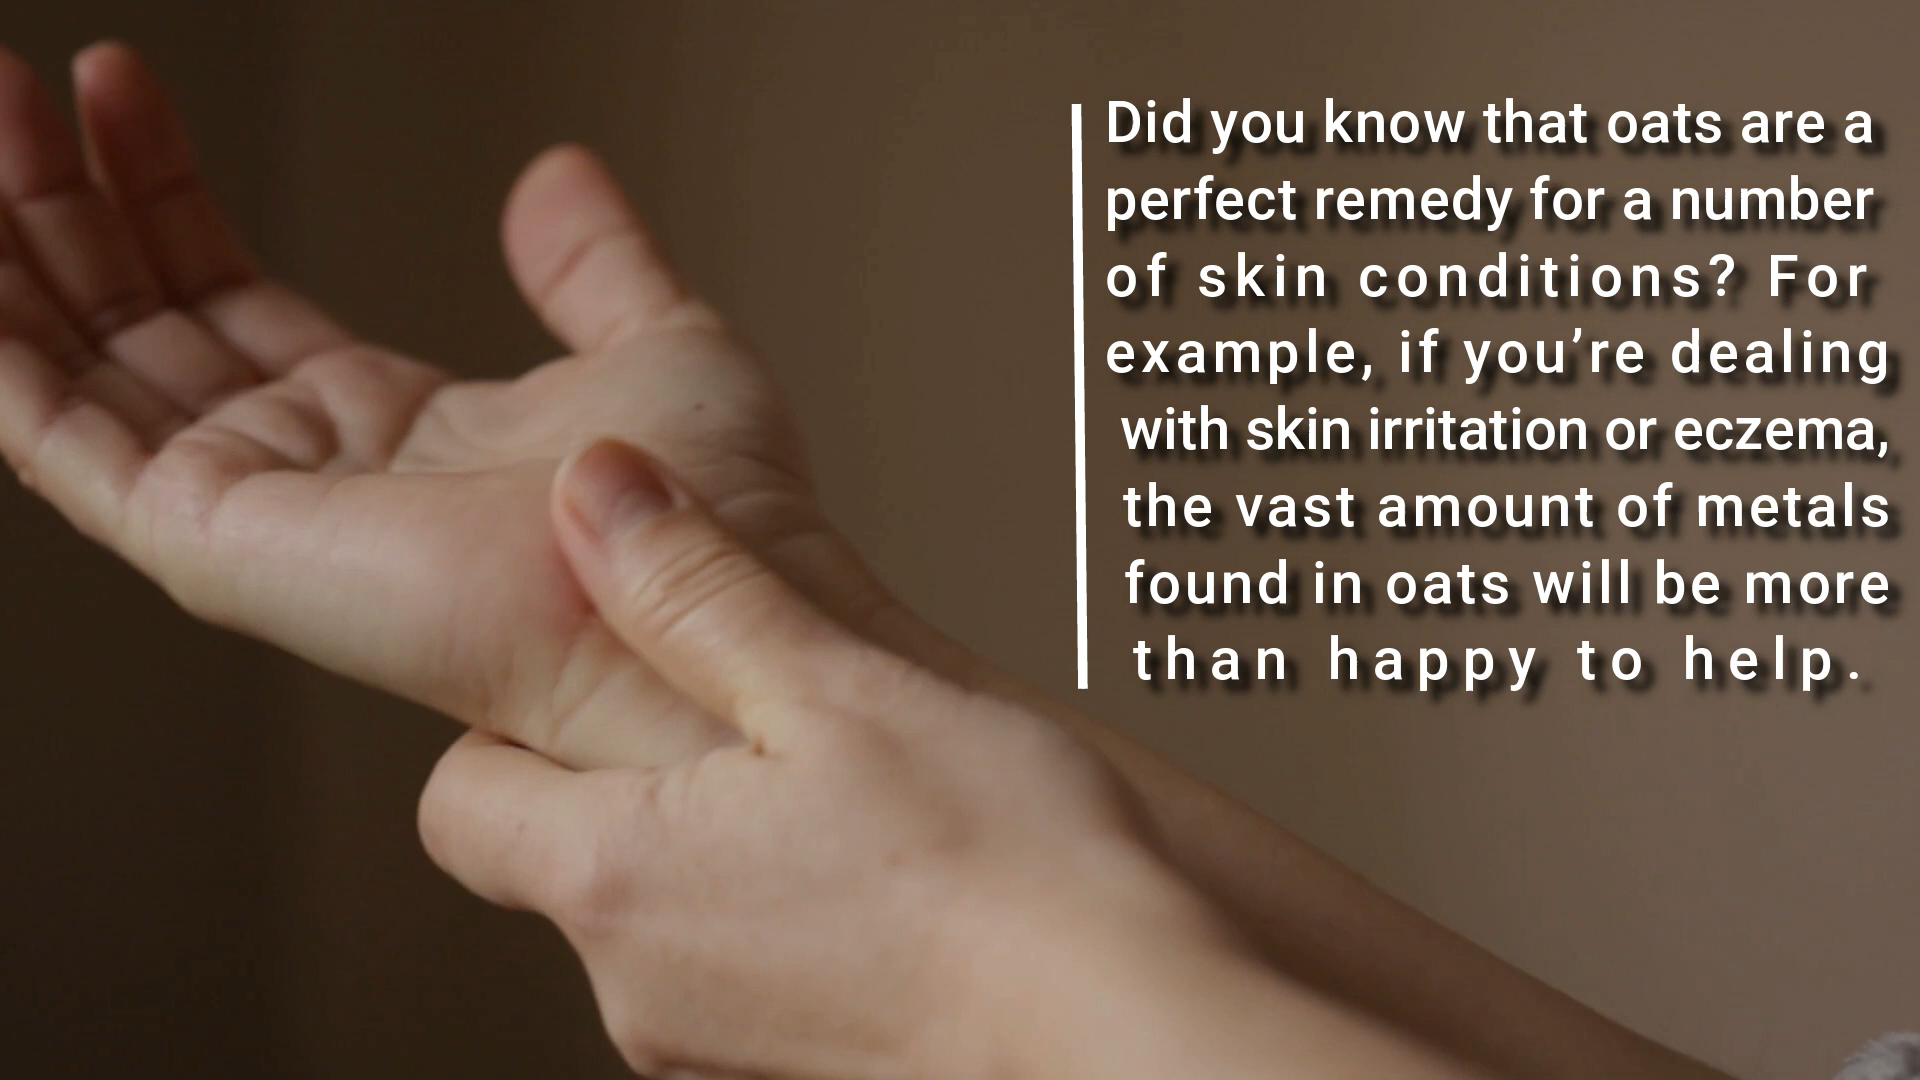 Did you know that oats are a
perfect remedy for a number
of skin conditions? For
example, if you’re dealing
with skin irritation or eczema,
the vast amount of metals
found in oats will be more
than happy to help.